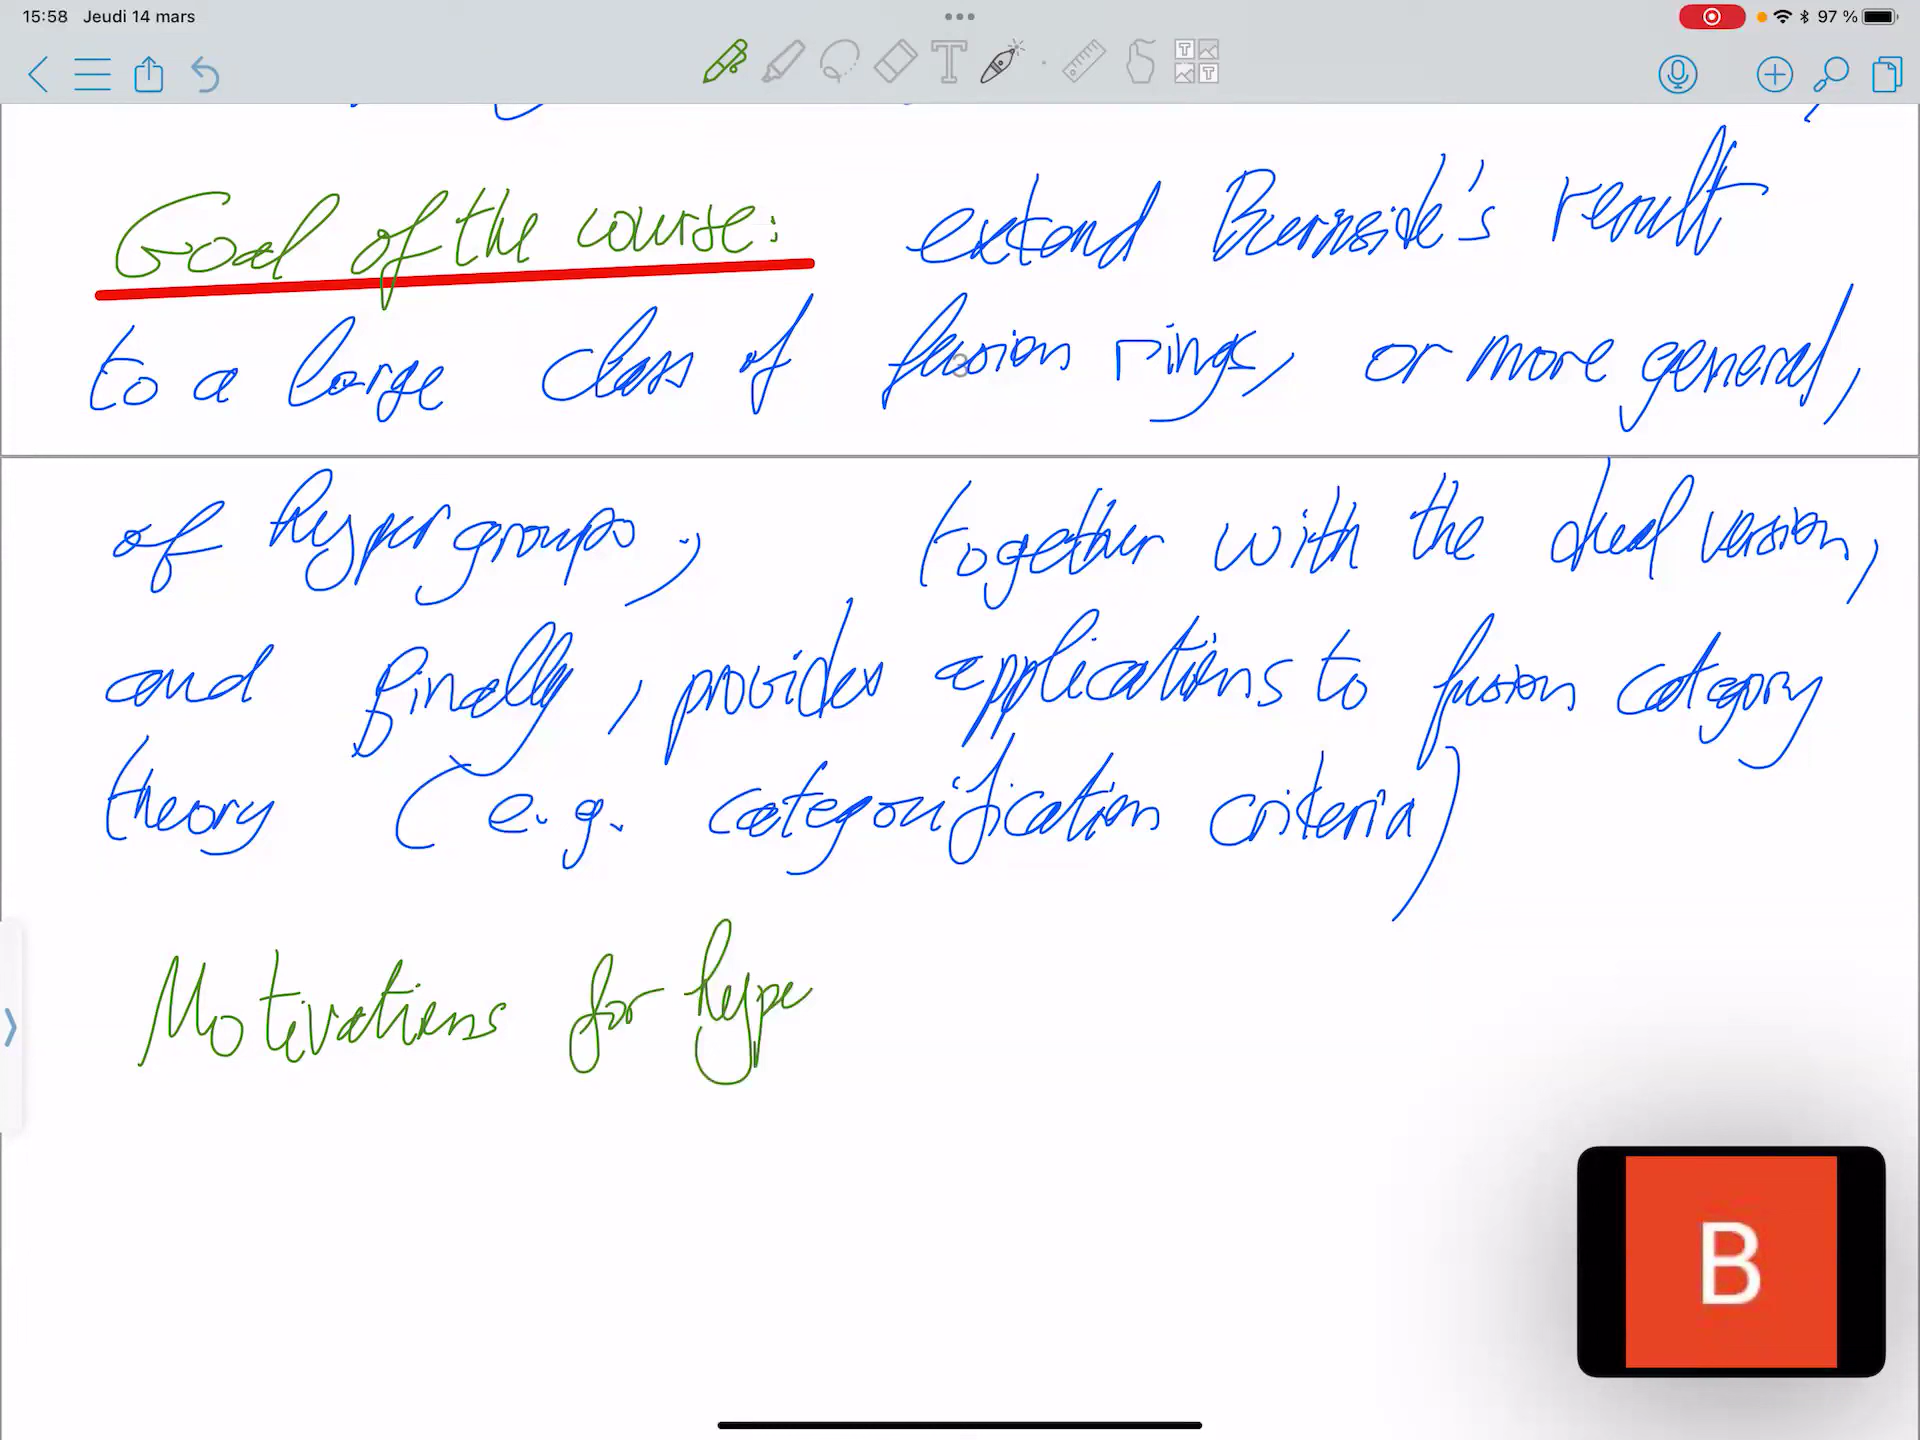 15:58 Jeudi 14 mars 97 %
Goal of the course: extend Burnside's result
to a large class of fusion rings, or more general,
3
of hypergroups, together with the dual version,
and finally, provides applications to fusion category
theory (e.g. categorification criteria)
Motivations for hype
B